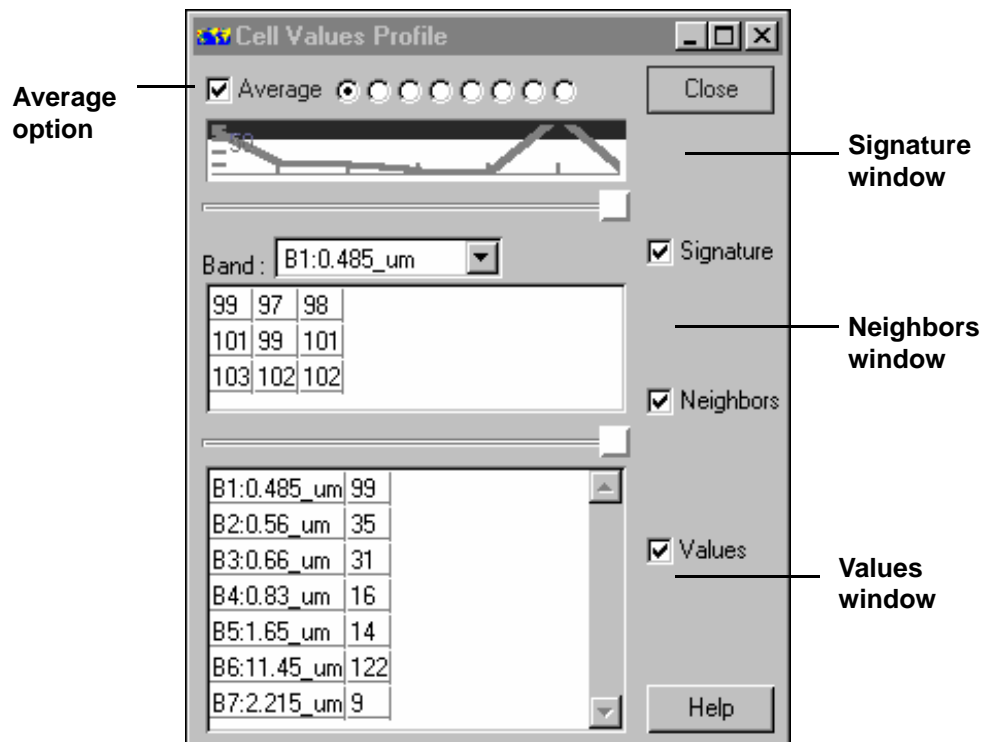 Cell Values Profile
Average
option
Average
Close
50
Signature
window
Band : B1:0.485_um
Signature
99 97 98
101 99 101
103 102 102
Neighbors
window
Neighbors
B1:0.485_um 99
B2:0.56_um 35
B3:0.66_um 31
B4:0.83_um 16
B5:1.65_um 14
B6:11.45_um 122
B7:2.215_um 9
Values
Values
window
Help